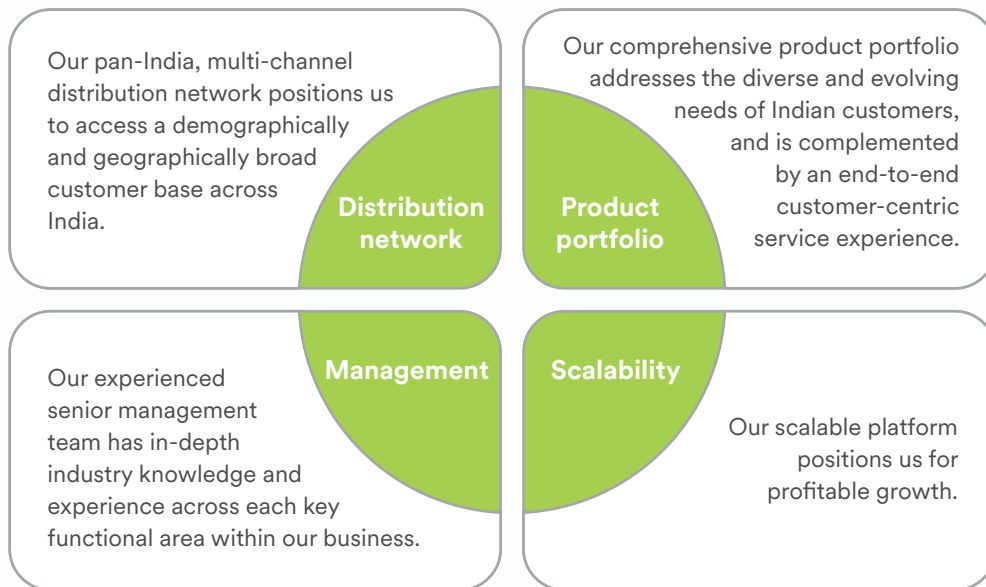 Our pan-India, multi-channel
distribution network positions us
to access a demographically
and geographically broad
customer base across
India.
Distribution
network
Our comprehensive product portfolio
addresses the diverse and evolving
needs of Indian customers,
and is complemented
by an end-to-end
customer-centric
service experience.
Product
portfolio
Management
Our experienced
senior management
team has in-depth
industry knowledge and
experience across each key
functional area within our business.
Scalability
Our scalable platform
positions us for
profitable growth.